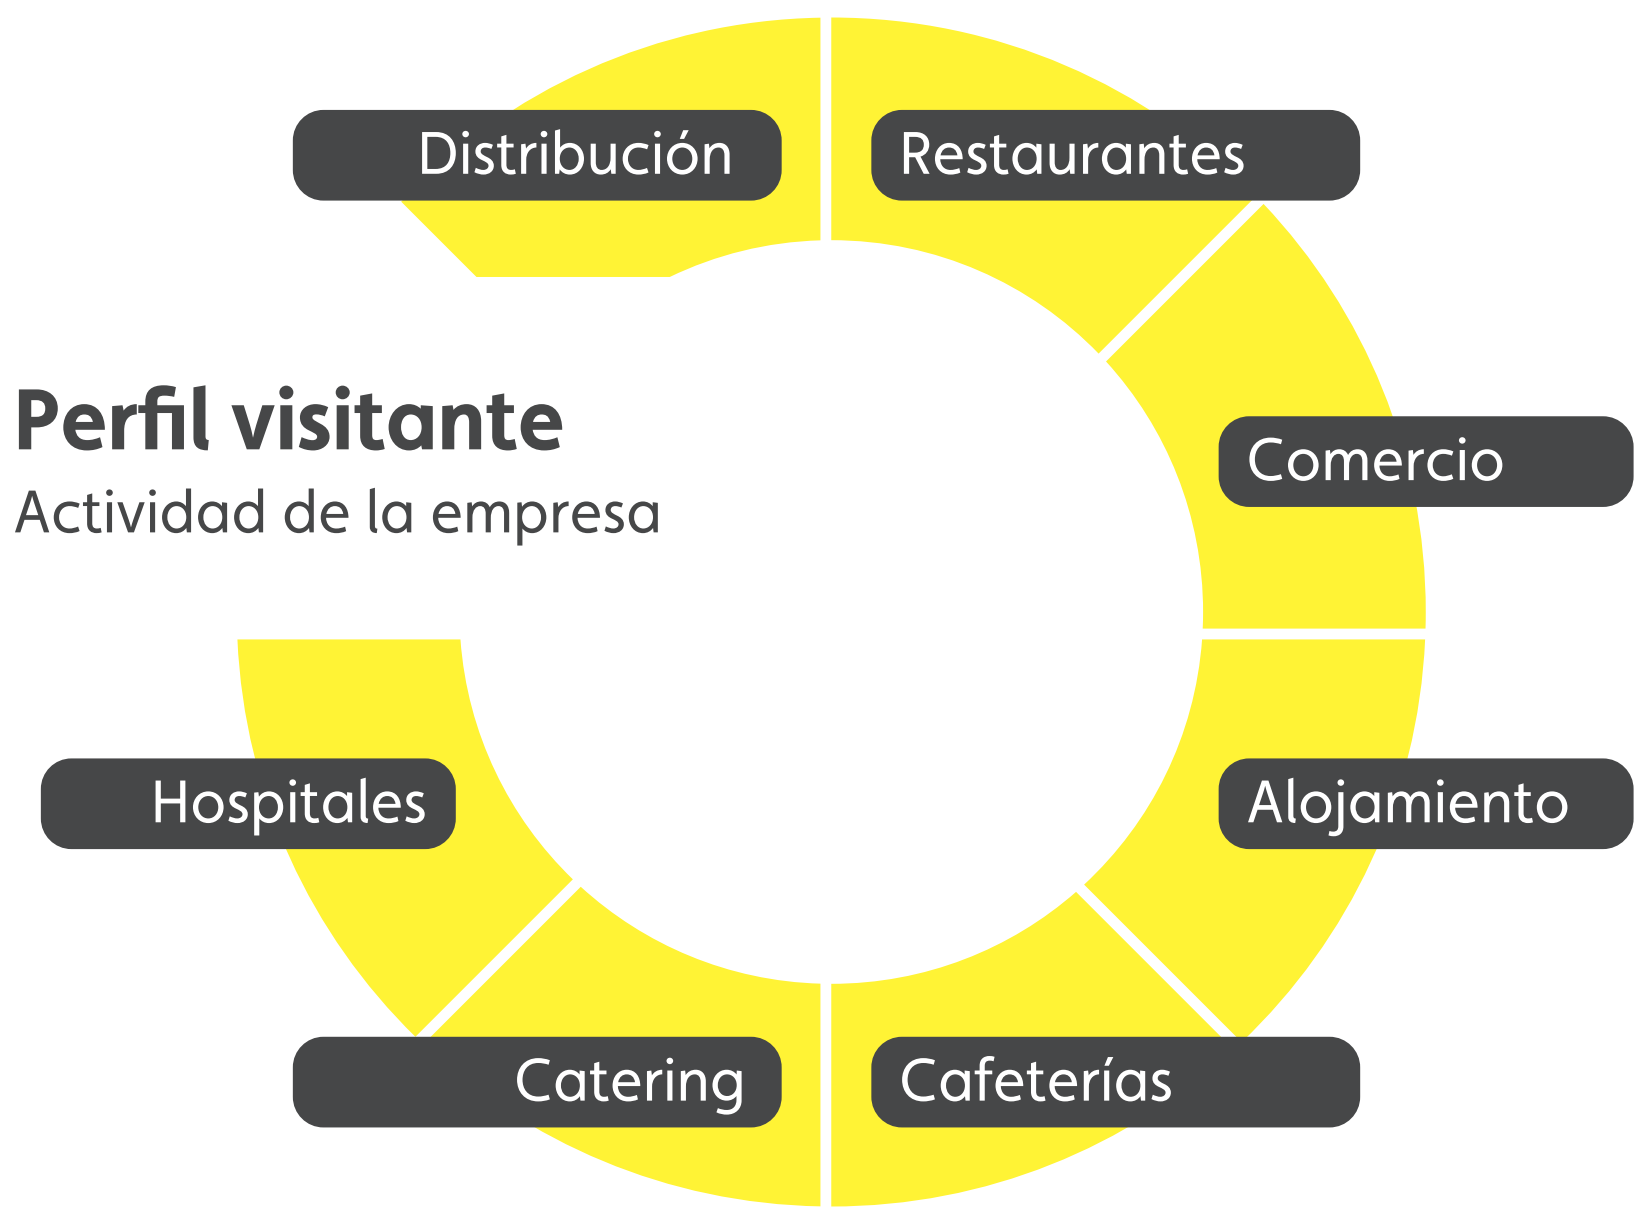 Distribución
Restaurantes
Perfil visitante
Actividad de la empresa
Comercio
Hospitales
Alojamiento
Catering
Cafeterías